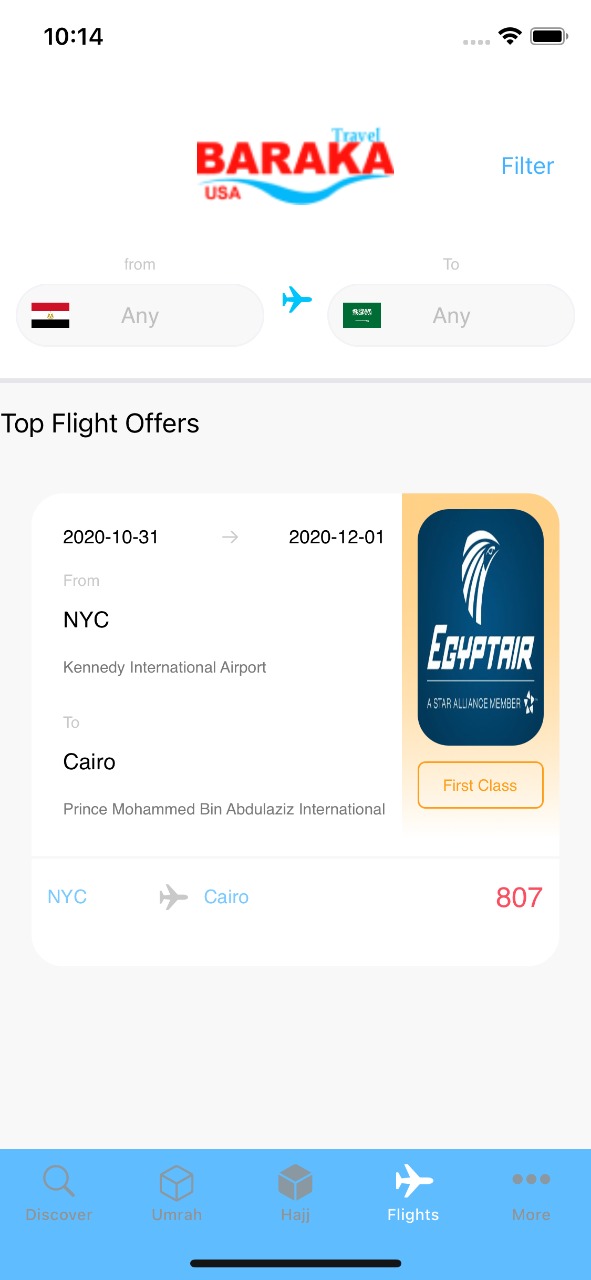 10:14
Travel
BARAKA
USA
Filter
from
To
Any
Any
Top Flight Offers
2020-10-31
2020-12-01
From
NYC
Kennedy International Airport
To
Cairo
Prince Mohammed Bin Abdulaziz International
EGYPTAIR
A STAR ALLIANCE MEMBER
First Class
NYC
Cairo
807
Discover
Umrah
Hajj
Flights
More